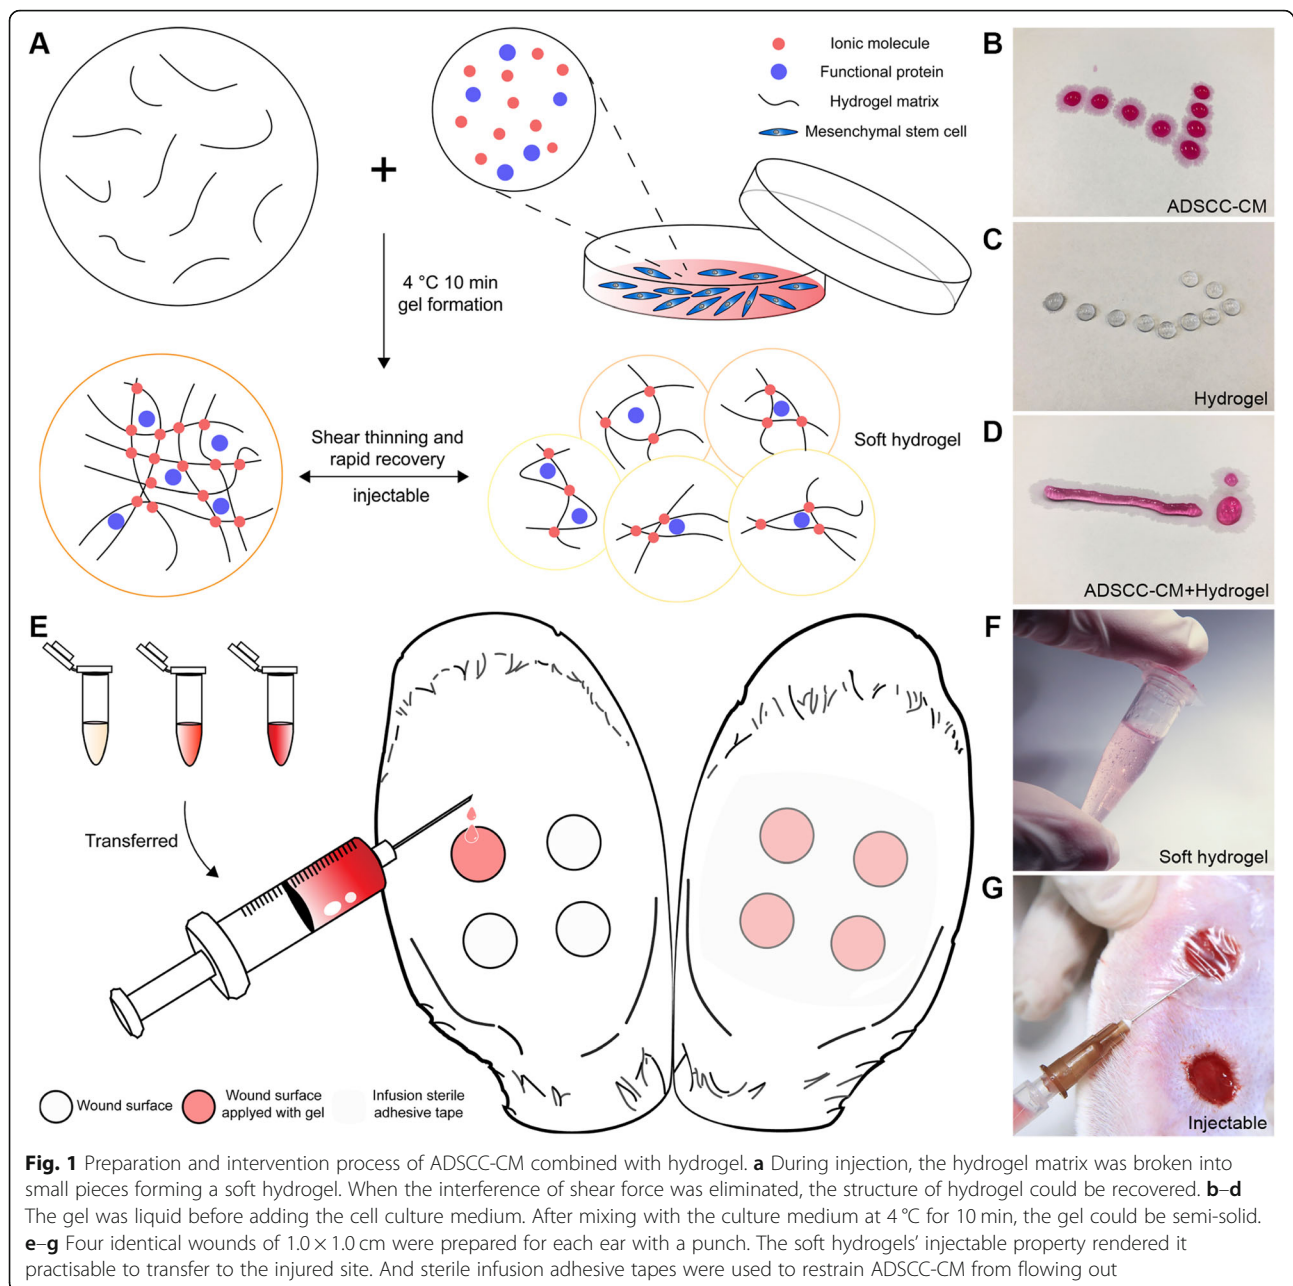 A
Ionic molecule
Functional protein
Hydrogel matrix
Mesenchymal stem cell
+
4 °C 10 min
gel formation
Shear thinning and
rapid recovery
injectable
Soft hydrogel
B
ADSCC-CM
C
Hydrogel
D
ADSCC-CM+Hydrogel
E
Transferred
Wound surface
Wound surface
applyed with gel
Infusion sterile
adhesive tape
F
Soft hydrogel
G
Injectable
Fig. 1 Preparation and intervention process of ADSCC-CM combined with hydrogel. a During injection, the hydrogel matrix was broken into
small pieces forming a soft hydrogel. When the interference of shear force was eliminated, the structure of hydrogel could be recovered. b–d
The gel was liquid before adding the cell culture medium. After mixing with the culture medium at 4 °C for 10 min, the gel could be semi-solid.
e–g Four identical wounds of 1.0 × 1.0 cm were prepared for each ear with a punch. The soft hydrogels’ injectable property rendered it
practisable to transfer to the injured site. And sterile infusion adhesive tapes were used to restrain ADSCC-CM from flowing out